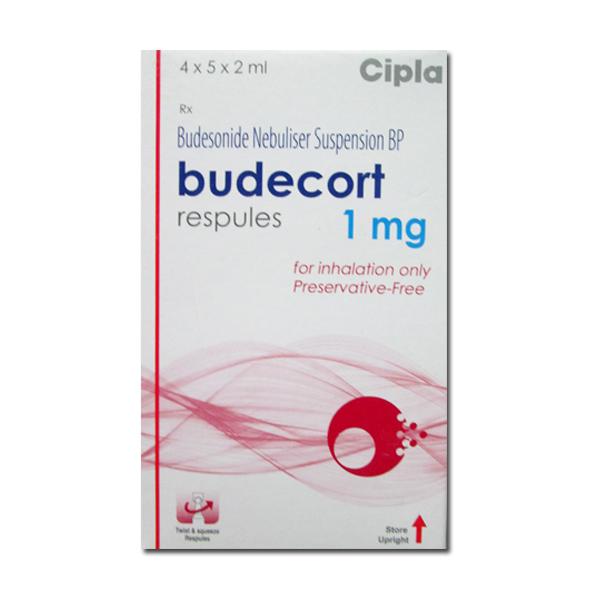 4 x 5 x 2 ml
Cipla
Rx
Budesonide Nebuliser Suspension BP
budecort
respules
1 mg
for inhalation only
Preservative-Free
Twist & squeeze
Respules
Store
Upright